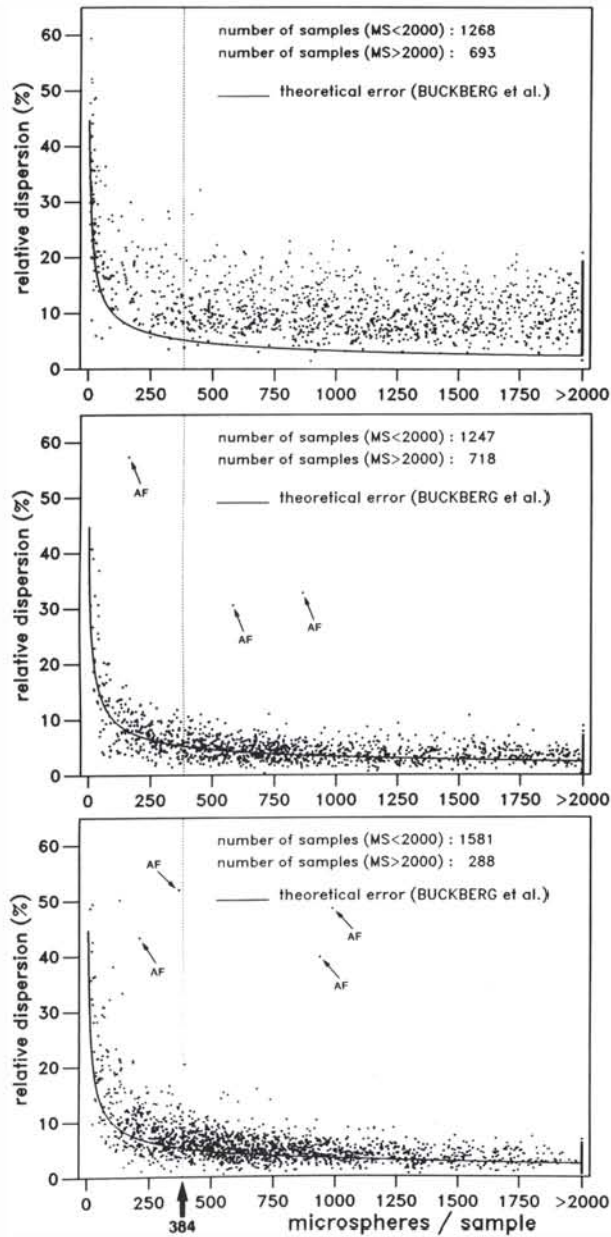 60
50
40
30
20
10
0
relative dispersion (%)
number of samples (MS<2000) : 1268
number of samples (MS>2000) : 693
theoretical error (BUCKBERG et al.)
0 250 500 750 1000 1250 1500 1750 >2000
60
50
40
30
20
10
0
relative dispersion (%)
number of samples (MS<2000) : 1247
number of samples (MS>2000) : 718
theoretical error (BUCKBERG et al.)
AF
AF
AF
0 250 500 750 1000 1250 1500 1750 >2000
60
50
40
30
20
10
0
relative dispersion (%)
number of samples (MS<2000) : 1581
number of samples (MS>2000) : 288
theoretical error (BUCKBERG et al.)
AF
AF
AF
AF
0 250 500 750 1000 1250 1500 1750 >2000
384
microspheres / sample